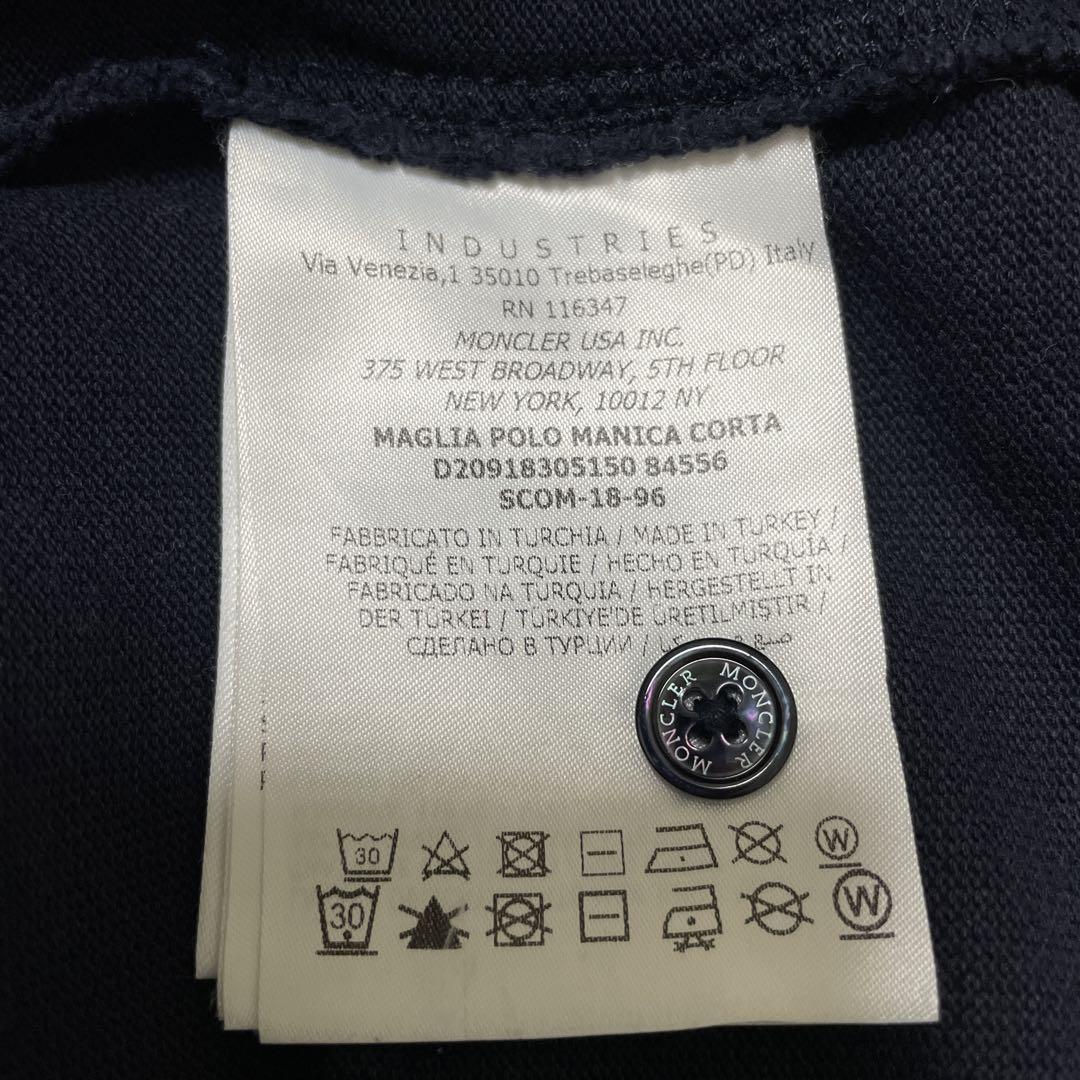 INDUSTRIES
Via Venezia,1 35010 Trebaseleghe(PD) Italy
RN 116347
MONCLER USA INC.
375 WEST BROADWAY, 5TH FLOOR
NEW YORK, 10012 NY
MAGLIA POLO MANICA CORTA
D20918305150 84556
SCOM-18-96
FABBRICATO IN TURCHIA / MADE IN TURKEY /
FABRIQUÉ EN TURQUIE / HECHO EN TURQUÍA /
FABRICADO NA TURQUIA / HERGESTELLT IN
DER TÜRKEI / TÜRKIYE'DE ÜRETILMIŞTIR /
СДЕЛАНО В ТУРЦИИ / صنع
MONCLER MONCLER
30 W
30 W